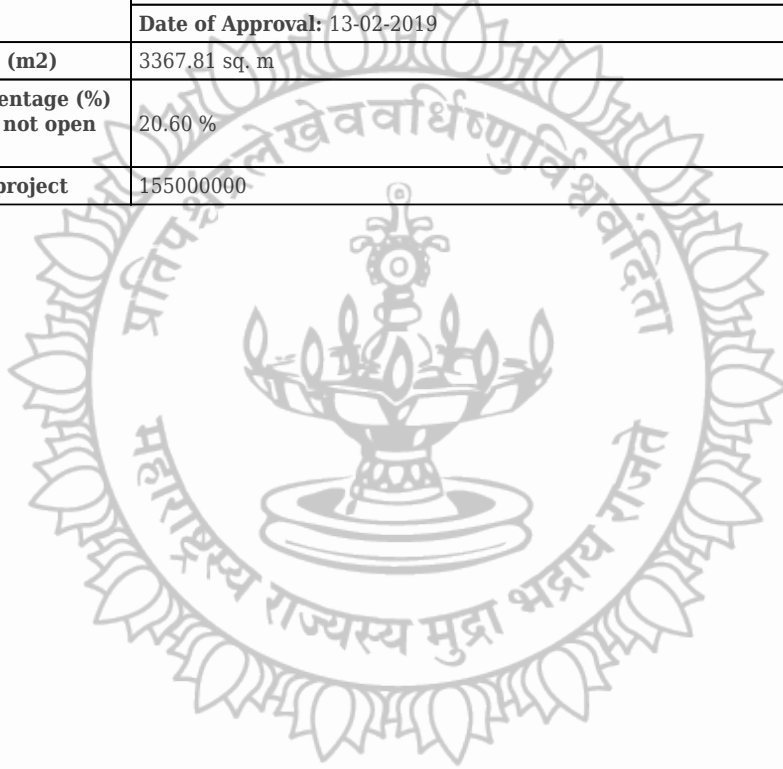 Date of Approval: 13-02-2019
(m2) 3367.81 sq. m
entage (%)
not open 20.60 %
project 155000000
प्रतिपच्चंद्रलेखेववर्धिष्णुर्विश्ववंदिता
महाराष्ट्रस्य राज्यस्य मुद्रा भद्राय राजते